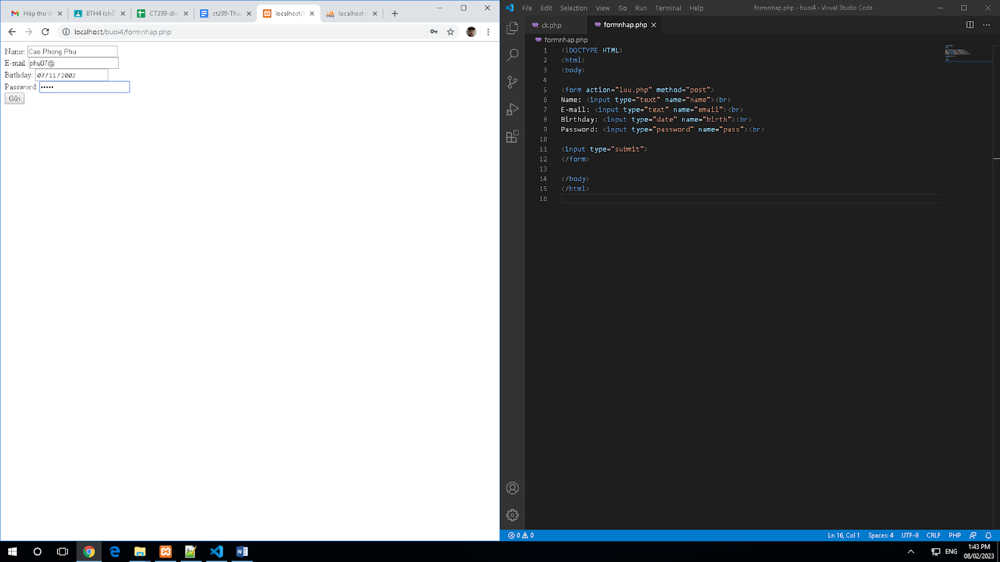 Hộp thư đ
BTH4 (chỗ
CT299-dkn
ct299-Thu
localhost/b
localhost /
localhost/buoi4/formnhap.php
Name: Cao Phong Phu
E-mail: phu07@
Birthday: 07/11/2002
Password: •••••
Gửi
File Edit Selection View Go Run Terminal Help
formnhap.php - buoi4 - Visual Studio Code
ck.php
formnhap.php
formnhap.php
1 <!DOCTYPE HTML>
2 <html>
3 <body>
4
5 <form action="luu.php" method="post">
6 Name: <input type="text" name="name"><br>
7 E-mail: <input type="text" name="email"><br>
8 Birthday: <input type="date" name="birth"><br>
9 Password: <input type="password" name="pass"><br>
10
11 <input type="submit">
12 </form>
13
14 </body>
15 </html>
16
0 0
Ln 16, Col 1 Spaces: 4 UTF-8 CRLF PHP
ENG
1:43 PM
08/02/2023